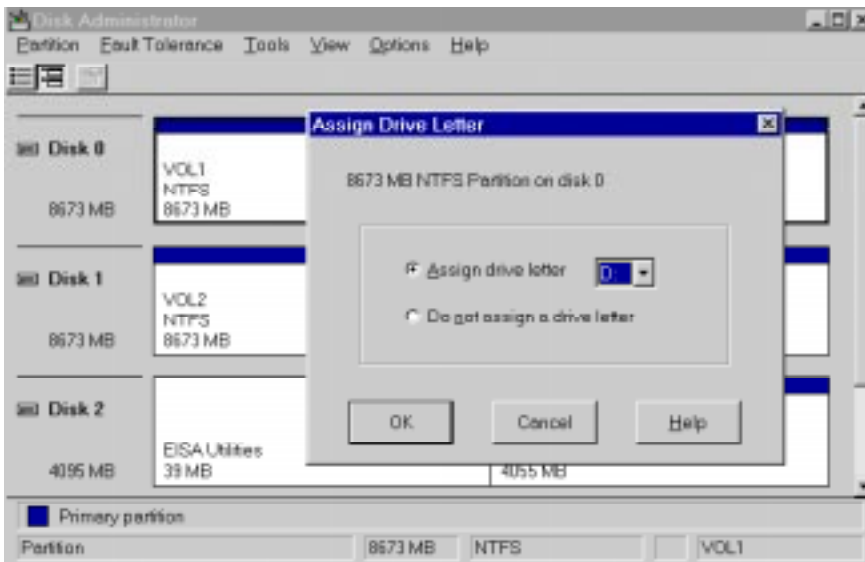 Disk Administrator
Partition Fault Tolerance Tools View Options Help
Disk 0
8673 MB
VOL1
NTFS
8673 MB
Disk 1
8673 MB
VOL2
NTFS
8673 MB
Disk 2
4095 MB
EISA Utilities
39 MB
4055 MB
Assign Drive Letter
8673 MB NTFS Partition on disk 0
Assign drive letter D:
Do not assign a drive letter
OK Cancel Help
Primary partition
Partition 8673 MB NTFS VOL1